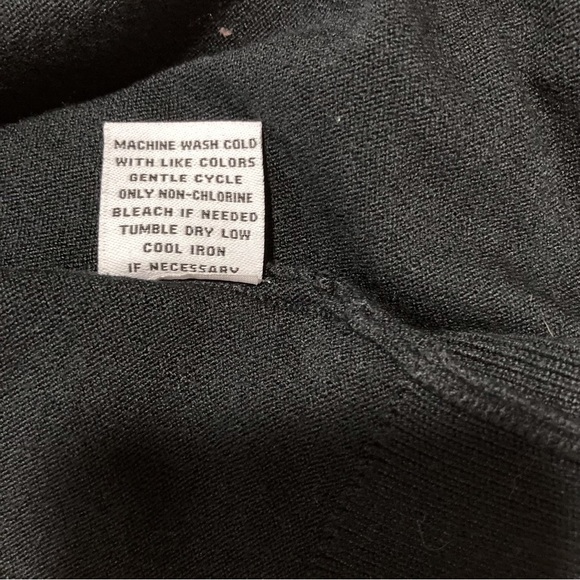 MACHINE WASH COLD
WITH LIKE COLORS
GENTLE CYCLE
ONLY NON-CHLORINE
BLEACH IF NEEDED
TUMBLE DRY LOW
COOL IRON
IF NECESSARY